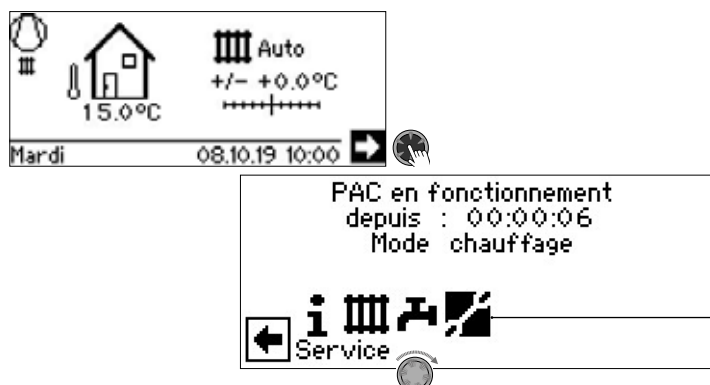 Auto
+/- +0.0°C
15.0°C
Mardi 08.10.19 10:00
PAC en fonctionnement
depuis : 00:00:06
Mode chauffage
Service